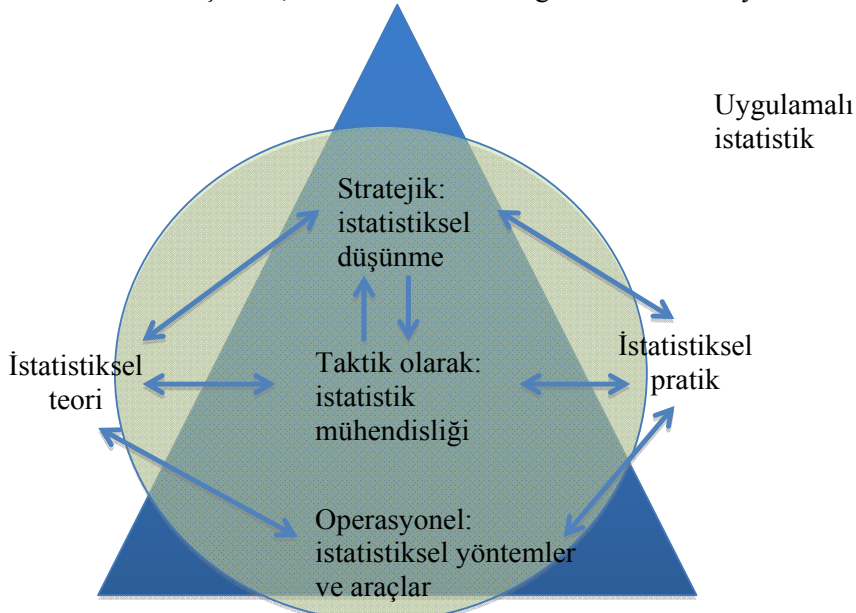 Uygulamalı
istatistik
Stratejik:
istatistiksel
düşünme
İstatistiksel
teori
Taktik olarak:
istatistik
mühendisliği
İstatistiksel
pratik
Operasyonel:
istatistiksel yöntemler
ve araçlar